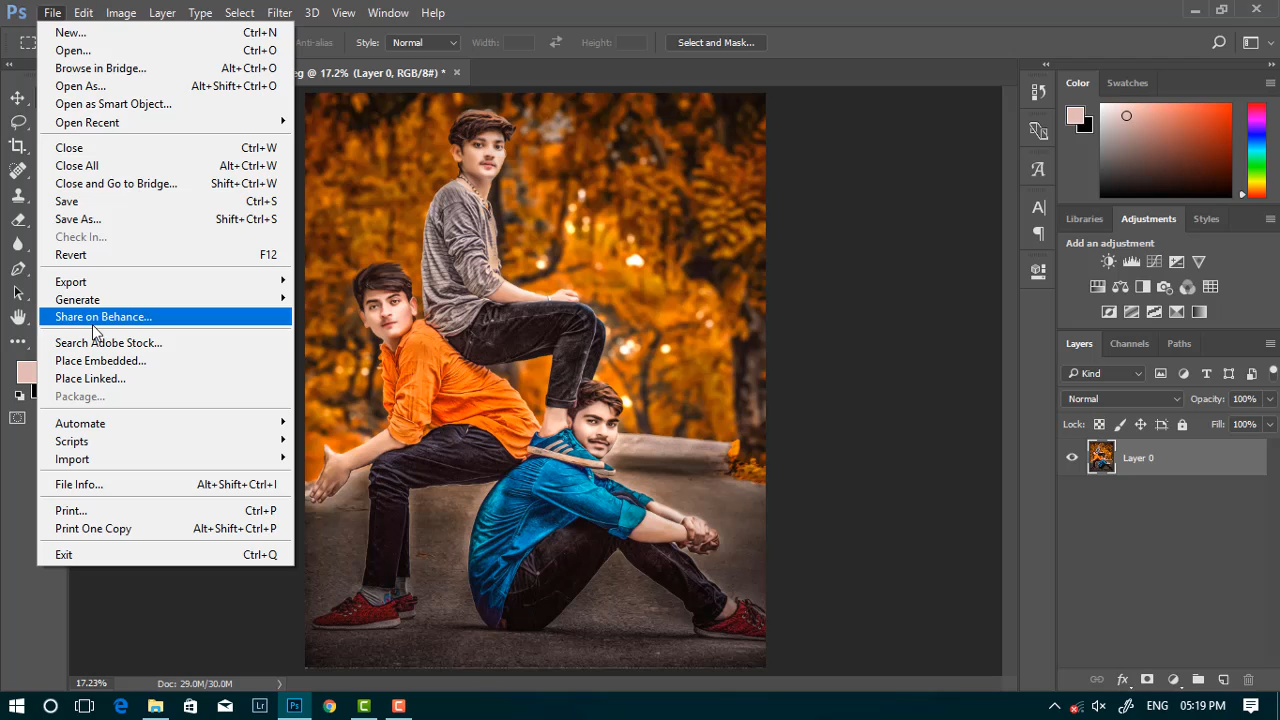 Ps File Edit Image Layer Type Select Filter 3D View Window Help
Anti-alias Style: Normal Width: Height: Select and Mask...
eg @ 17.2% (Layer 0, RGB/8#) * ×
New... Ctrl+N
Open... Ctrl+O
Browse in Bridge... Alt+Ctrl+O
Open As... Alt+Shift+Ctrl+O
Open as Smart Object...
Open Recent
Close Ctrl+W
Close All Alt+Ctrl+W
Close and Go to Bridge... Shift+Ctrl+W
Save Ctrl+S
Save As... Shift+Ctrl+S
Check In...
Revert F12
Export
Generate
Share on Behance...
Search Adobe Stock...
Place Embedded...
Place Linked...
Package...
Automate
Scripts
Import
File Info... Alt+Shift+Ctrl+I
Print... Ctrl+P
Print One Copy Alt+Shift+Ctrl+P
Exit Ctrl+Q
Color Swatches
Libraries Adjustments Styles
Add an adjustment
Layers Channels Paths
Kind
Normal Opacity: 100%
Lock: Fill: 100%
Layer 0
17.23% Doc: 29.0M/30.0M
Lr Ps C C ENG 05:19 PM